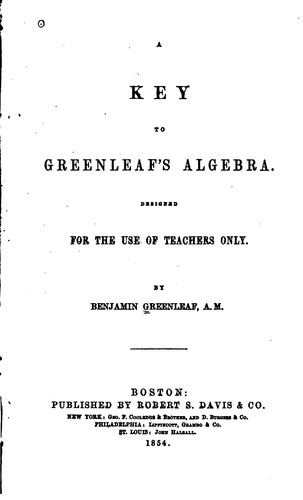 A
KEY
TO
GREENLEAF'S ALGEBRA.
DESIGNED
FOR THE USE OF TEACHERS ONLY.
BY
BENJAMIN GREENLEAF, A.M.
BOSTON:
PUBLISHED BY ROBERT S. DAVIS & CO.
NEW YORK: GEO. F. COOLEDGE & BROTHER, AND D. BURGESS & CO.
PHILADELPHIA: LIPPINCOTT, GRAMBO & CO.
ST. LOUIS: JOHN HALSALL.
1854.